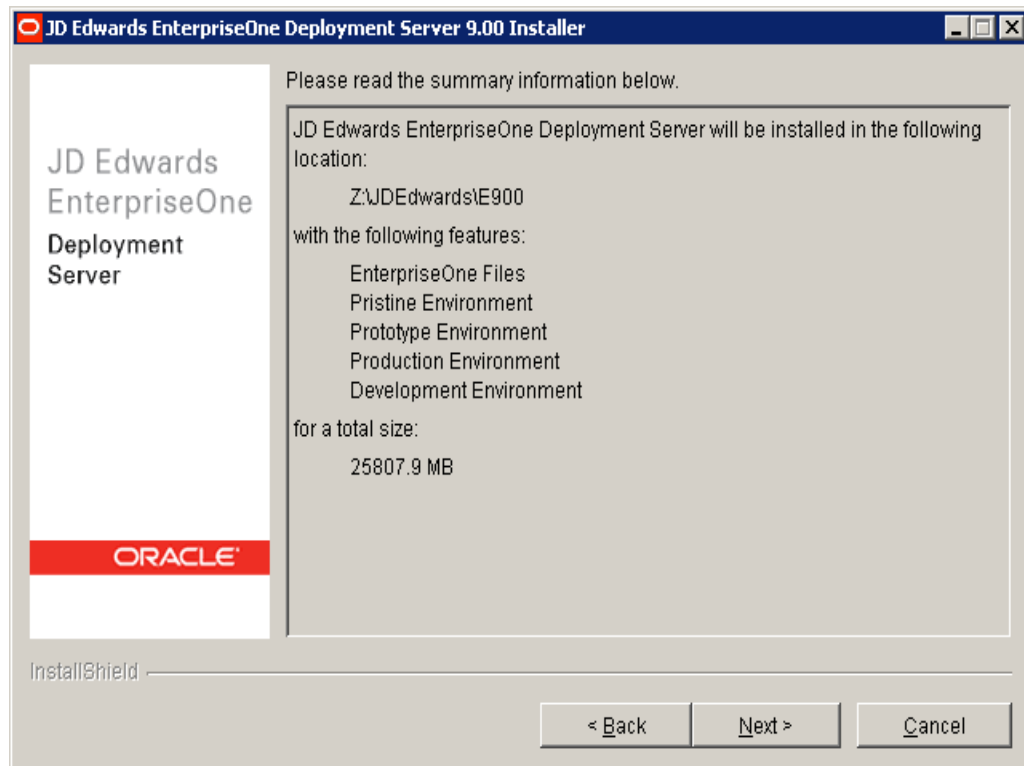 JD Edwards EnterpriseOne Deployment Server 9.00 Installer
JD Edwards
EnterpriseOne
Deployment
Server
ORACLE
Please read the summary information below.
JD Edwards EnterpriseOne Deployment Server will be installed in the following
location:
Z:\JDEdwards\E900
with the following features:
EnterpriseOne Files
Pristine Environment
Prototype Environment
Production Environment
Development Environment
for a total size:
25807.9 MB
InstallShield
< Back
Next >
Cancel